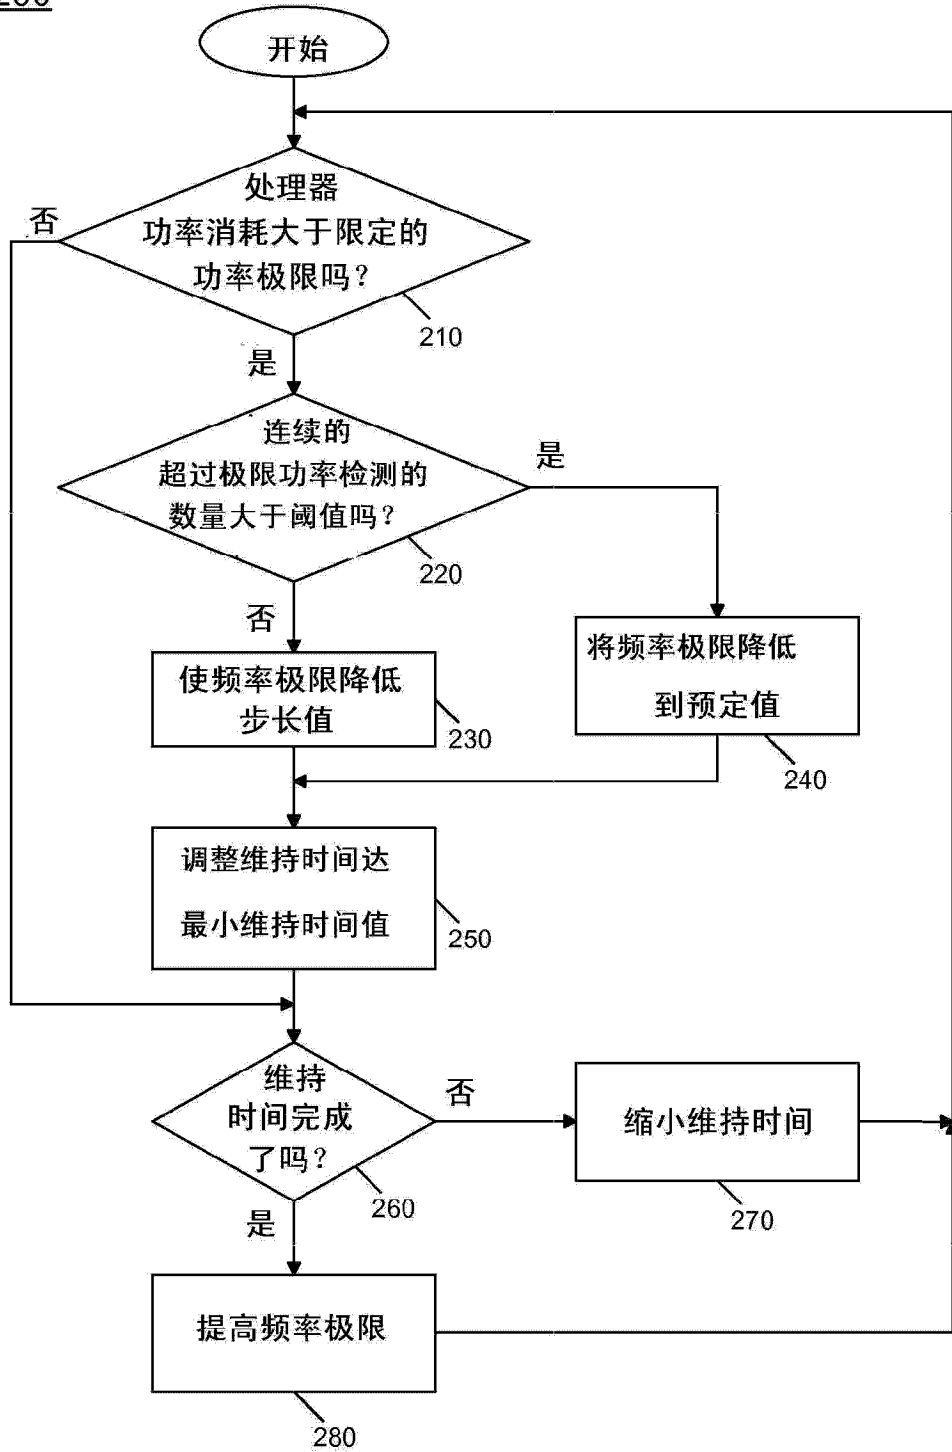 开始
处理器
功率消耗大于限定的
功率极限吗？
否
210
是
连续的
超过极限功率检测的
数量大于阈值吗？
是
220
否
使频率极限降低
步长值
230
将频率极限降低
到预定值
240
调整维持时间达
最小维持时间值
250
维持
时间完成
了吗？
否
260
缩小维持时间
270
是
提高频率极限
280